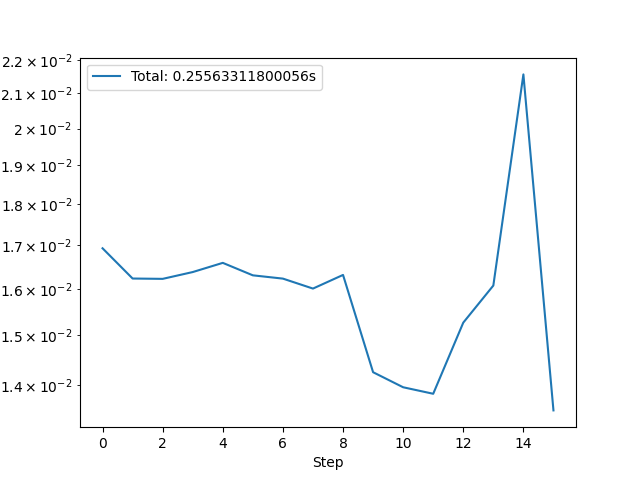 Total: 0.25563311800056s
2.2 × 10⁻²
2.1 × 10⁻²
2 × 10⁻²
1.9 × 10⁻²
1.8 × 10⁻²
1.7 × 10⁻²
1.6 × 10⁻²
1.5 × 10⁻²
1.4 × 10⁻²
0 2 4 6 8 10 12 14
Step